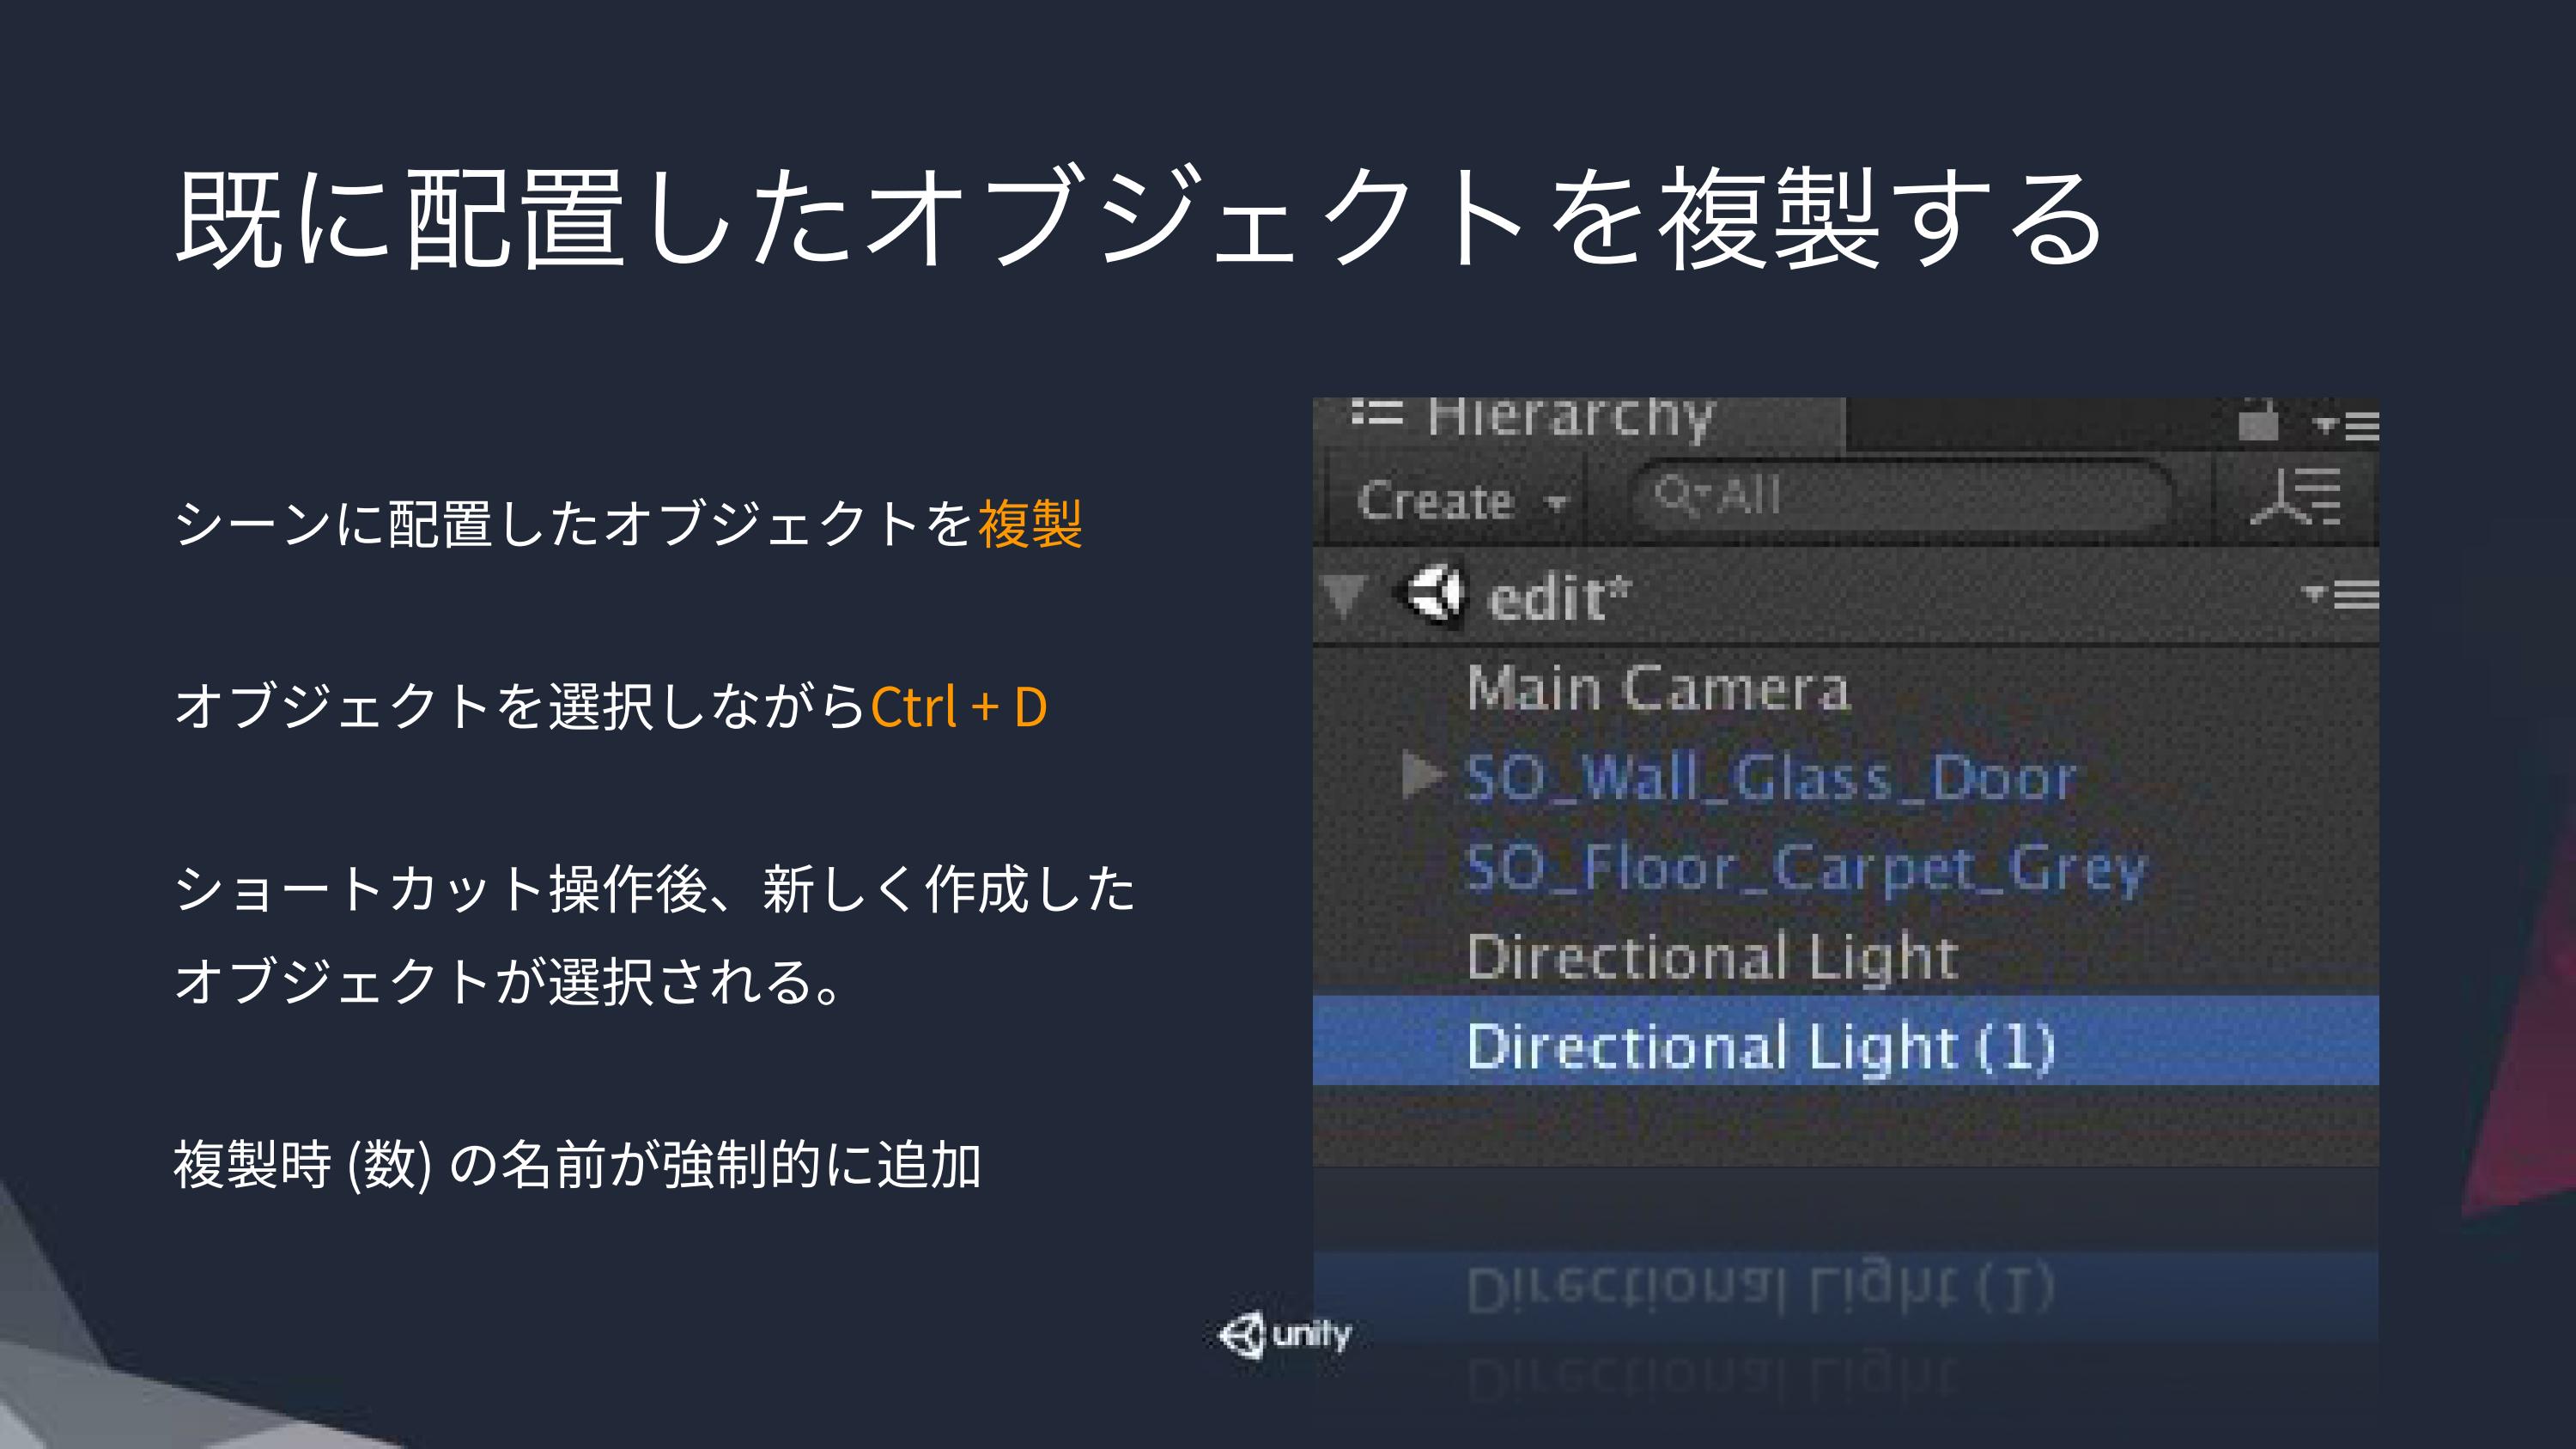 既に配置したオブジェクトを複製する
シーンに配置したオブジェクトを複製
オブジェクトを選択しながらCtrl + D
ショートカット操作後、新しく作成した
オブジェクトが選択される。
複製時 (数) の名前が強制的に追加
Hierarchy
Create
All
edit*
Main Camera
SO_Wall_Glass_Door
SO_Floor_Carpet_Grey
Directional Light
Directional Light (1)
Directional Light (1)
Directional Light
unity